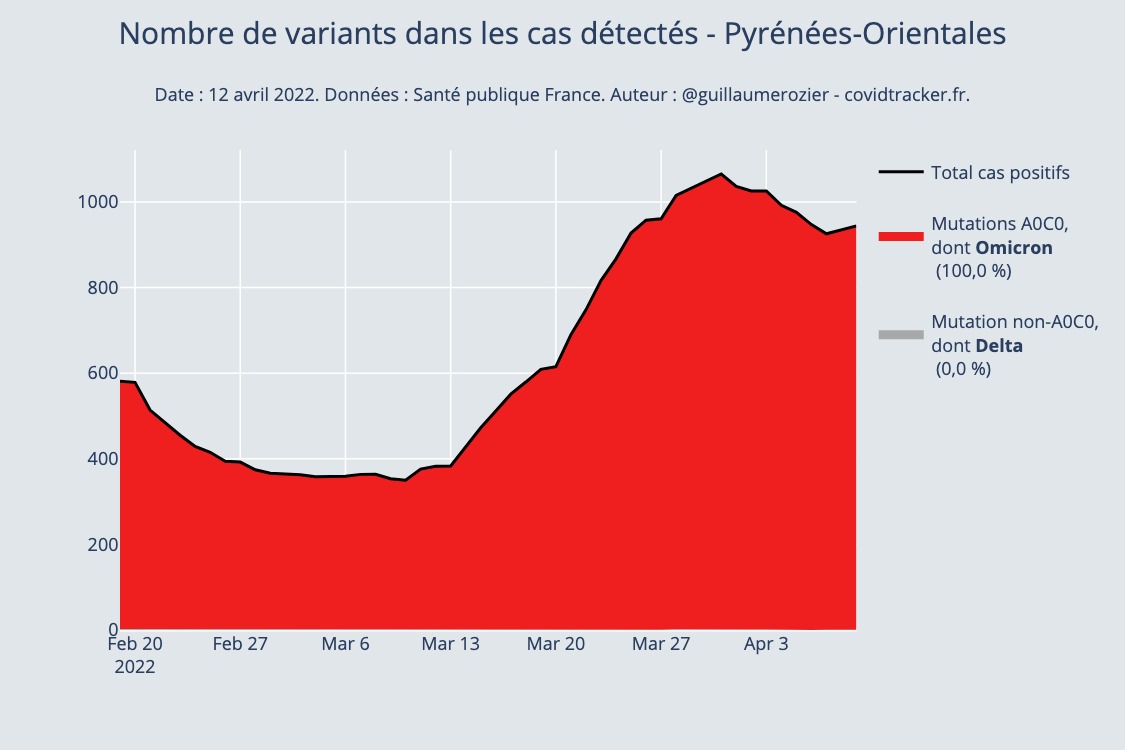 Nombre de variants dans les cas détectés - Pyrénées-Orientales
Date : 12 avril 2022. Données : Santé publique France. Auteur : @guillaumerozier - covidtracker.fr.
Total cas positifs
Mutations A0C0,
dont Omicron
(100,0 %)
Mutation non-A0C0,
dont Delta
(0,0 %)
1000
800
600
400
200
0
Feb 20
2022
Feb 27
Mar 6
Mar 13
Mar 20
Mar 27
Apr 3